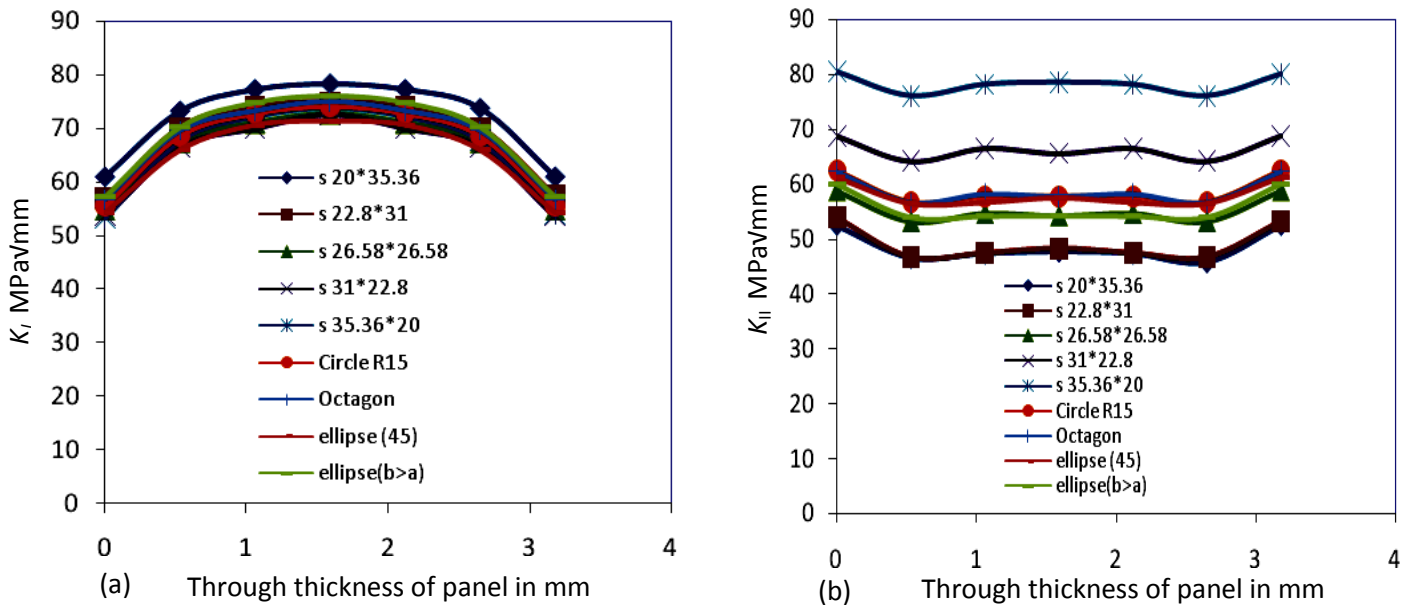 90
80
70
60
50
40
30
20
10
0
K_I MPa√mm
s 20*35.36
s 22.8*31
s 26.58*26.58
s 31*22.8
s 35.36*20
Circle R15
Octagon
ellipse (45)
ellipse(b>a)
0 1 2 3 4
(a) Through thickness of panel in mm
90
80
70
60
50
40
30
20
10
0
K_II MPa√mm
s 20*35.36
s 22.8*31
s 26.58*26.58
s 31*22.8
s 35.36*20
Circle R15
Octagon
ellipse (45)
ellipse(b>a)
0 1 2 3 4
(b) Through thickness of panel in mm